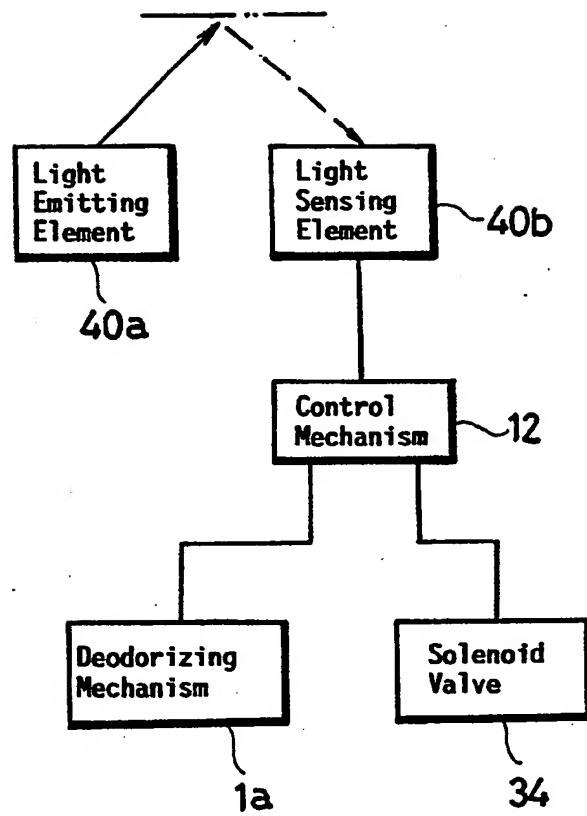 Light
Emitting
Element
40a
Light
Sensing
Element
40b
Control
Mechanism
12
Deodorizing
Mechanism
1a
Solenoid
Valve
34